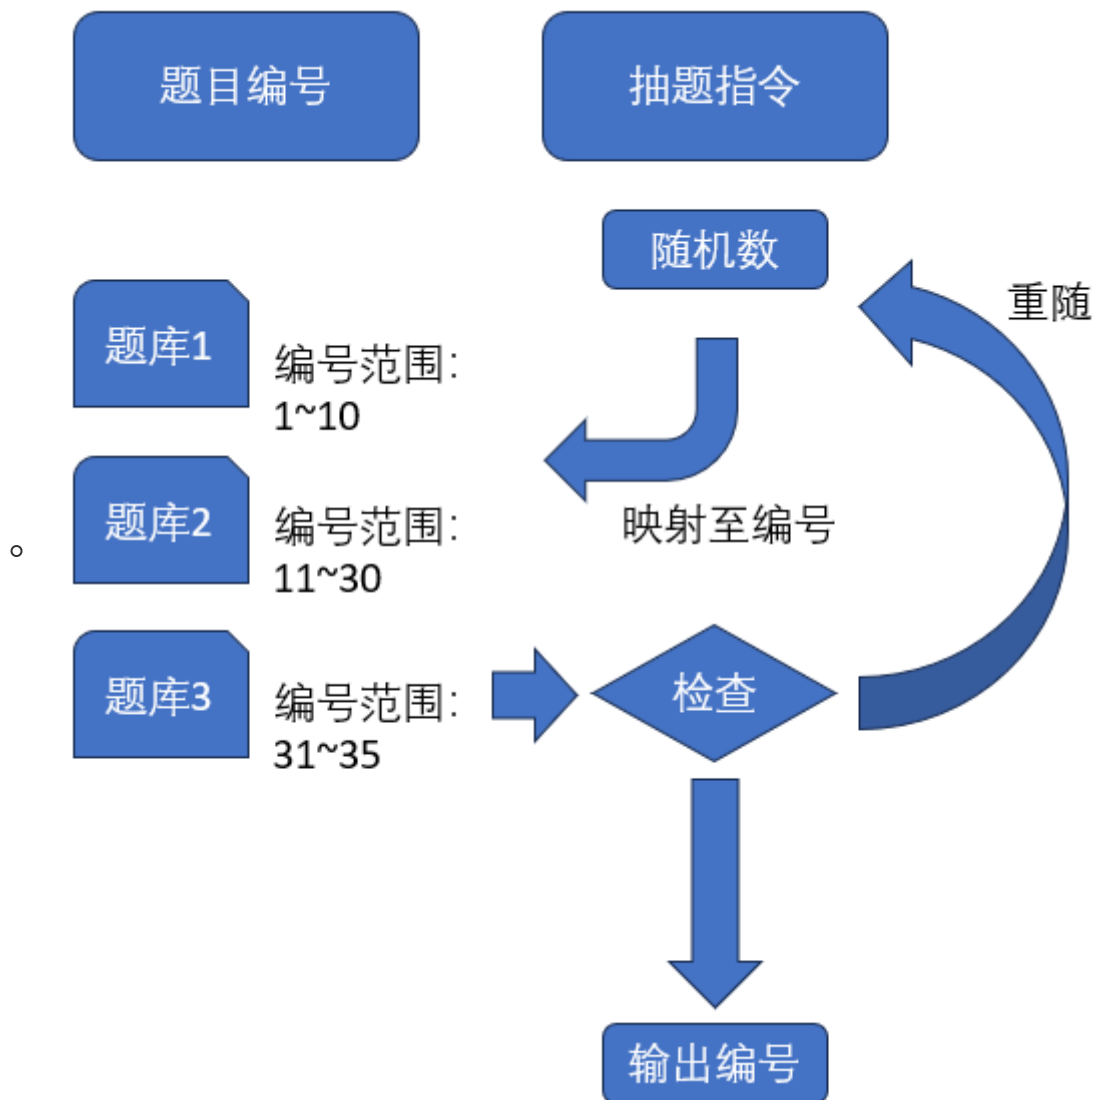 题目编号
抽题指令
随机数
重随
题库1
编号范围：
1~10
映射至编号
题库2
编号范围：
11~30
。
题库3
编号范围：
31~35
检查
输出编号